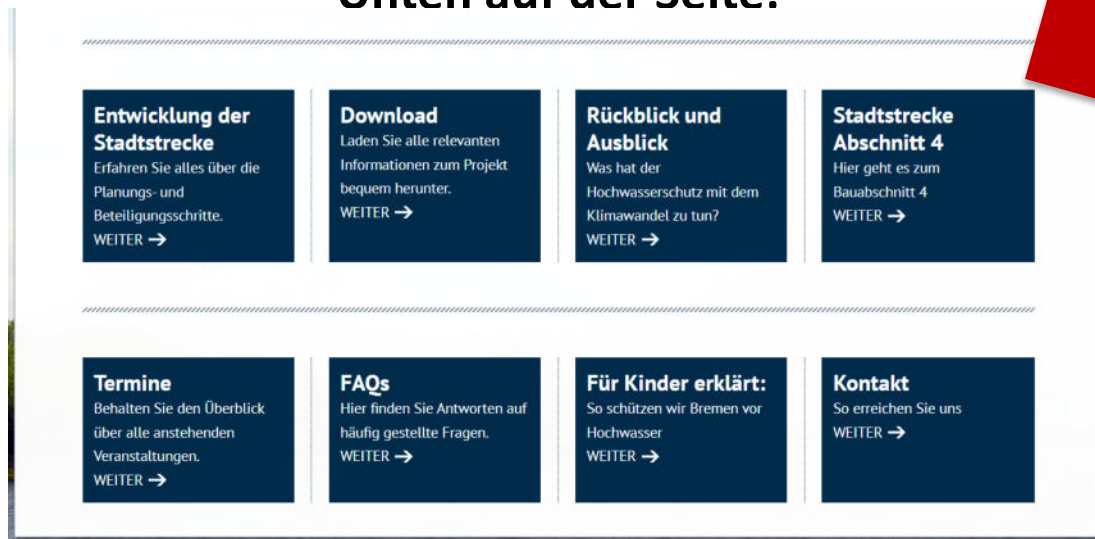 Unten auf der Seite:
Entwicklung der
Stadtstrecke
Erfahren Sie alles über die
Planungs- und
Beteiligungsschritte.
WEITER →
Download
Laden Sie alle relevanten
Informationen zum Projekt
bequem herunter.
WEITER →
Rückblick und
Ausblick
Was hat der
Hochwasserschutz mit dem
Klimawandel zu tun?
WEITER →
Stadtstrecke
Abschnitt 4
Hier geht es zum
Bauabschnitt 4
WEITER →
Termine
Behalten Sie den Überblick
über alle anstehenden
Veranstaltungen.
WEITER →
FAQs
Hier finden Sie Antworten auf
häufig gestellte Fragen.
WEITER →
Für Kinder erklärt:
So schützen wir Bremen vor
Hochwasser
WEITER →
Kontakt
So erreichen Sie uns
WEITER →